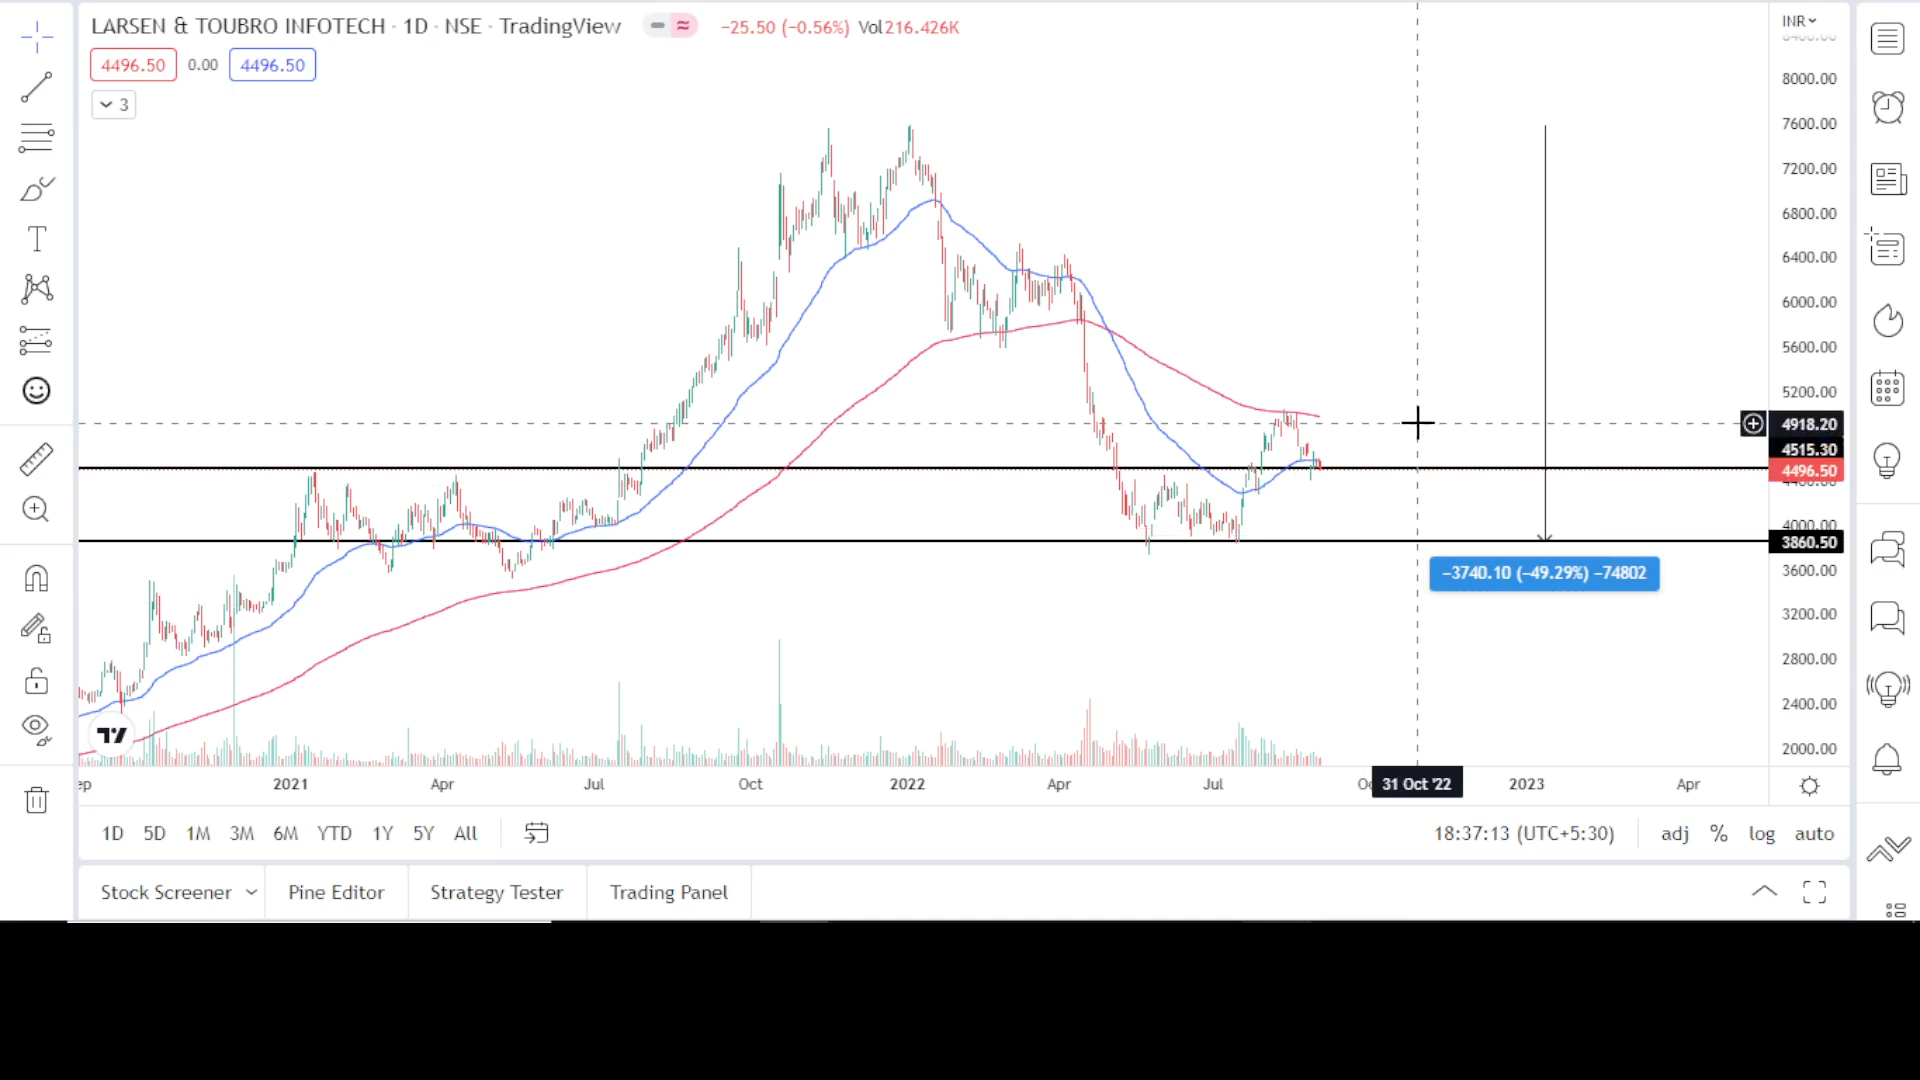 LARSEN & TOUBRO INFOTECH · 1D · NSE · TradingView
−25.50 (−0.56%) Vol216.426K
4496.50 0.00 4496.50
3
INR
8000.00
7600.00
7200.00
6800.00
6400.00
6000.00
5600.00
5200.00
4918.20
4515.30
4496.50
4000.00
3860.50
3600.00
−3740.10 (−49.29%) −74802
3200.00
2800.00
2400.00
2000.00
2021 Apr Jul Oct 2022 Apr Jul 31 Oct '22 2023 Apr
1D 5D 1M 3M 6M YTD 1Y 5Y All
18:37:13 (UTC+5:30) adj % log auto
Stock Screener Pine Editor Strategy Tester Trading Panel